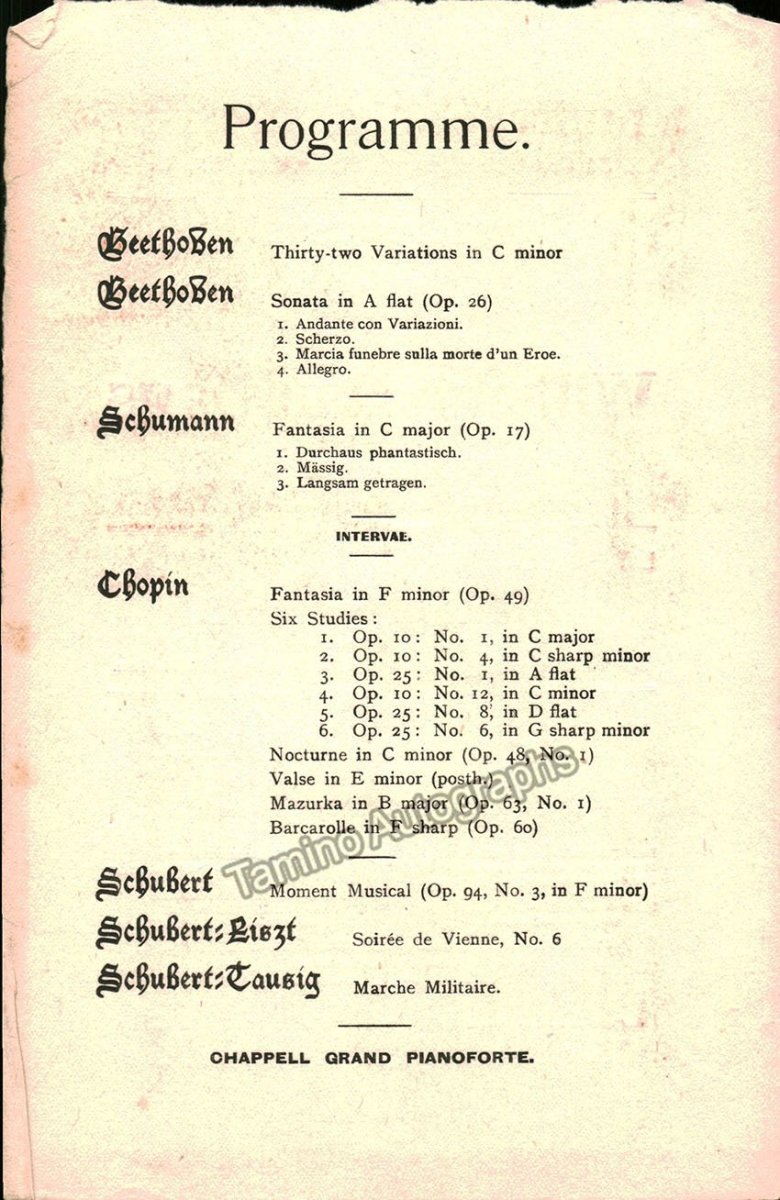 Programme.
Beethoven Thirty-two Variations in C minor
Beethoven Sonata in A flat (Op. 26)
1. Andante con Variazioni.
2. Scherzo.
3. Marcia funebre sulla morte d'un Eroe.
4. Allegro.
Schumann Fantasia in C major (Op. 17)
1. Durchaus phantastisch.
2. Mässig.
3. Langsam getragen.
INTERVAL.
Chopin Fantasia in F minor (Op. 49)
Six Studies:
1. Op. 10: No. 1, in C major
2. Op. 10: No. 4, in C sharp minor
3. Op. 25: No. 1, in A flat
4. Op. 10: No. 12, in C minor
5. Op. 25: No. 8, in D flat
6. Op. 25: No. 6, in G sharp minor
Nocturne in C minor (Op. 48, No. 1)
Valse in E minor (posth.)
Mazurka in B major (Op. 63, No. 1)
Barcarolle in F sharp (Op. 60)
Tamino Autographs
Schubert Moment Musical (Op. 94, No. 3, in F minor)
Schubert-Liszt Soirée de Vienne, No. 6
Schubert-Tausig Marche Militaire.
CHAPPELL GRAND PIANOFORTE.